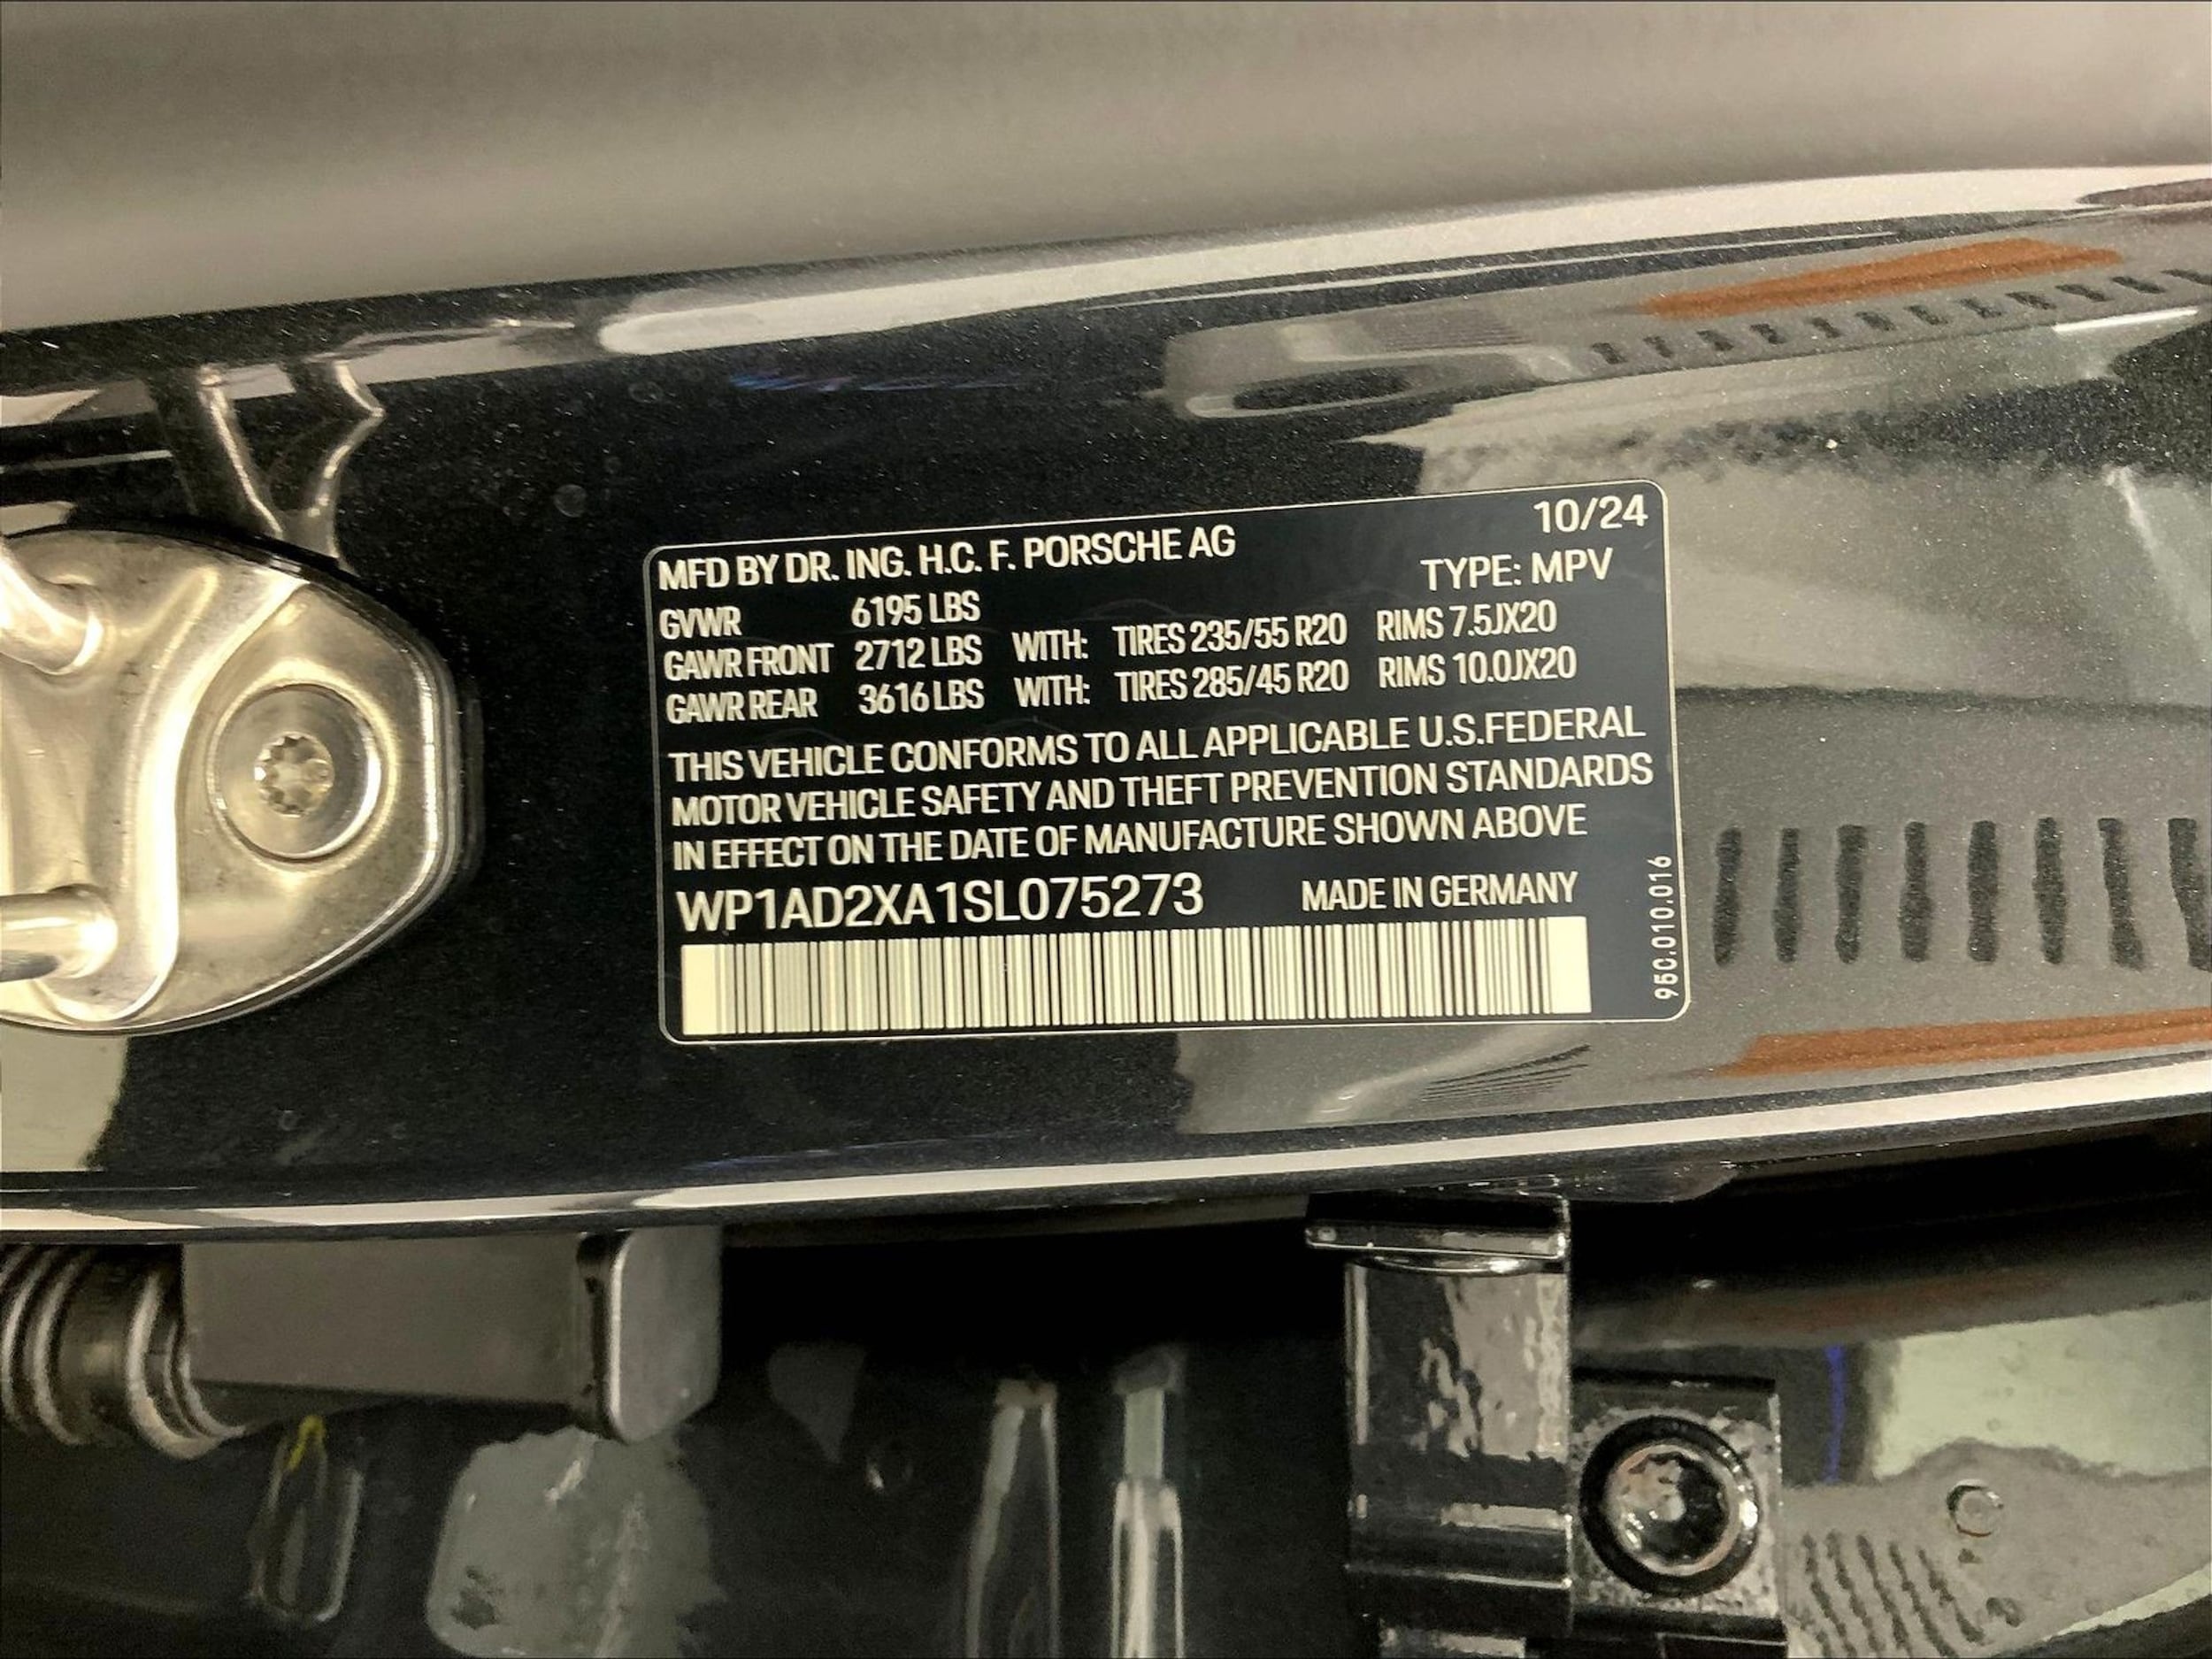 10/24
MFD BY DR. ING. H.C. F. PORSCHE AG
TYPE: MPV
GVWR 6195 LBS
GAWR FRONT 2712 LBS WITH: TIRES 235/55 R20 RIMS 7.5JX20
GAWR REAR 3616 LBS WITH: TIRES 285/45 R20 RIMS 10.0JX20
THIS VEHICLE CONFORMS TO ALL APPLICABLE U.S.FEDERAL
MOTOR VEHICLE SAFETY AND THEFT PREVENTION STANDARDS
IN EFFECT ON THE DATE OF MANUFACTURE SHOWN ABOVE
WP1AD2XA1SL075273 MADE IN GERMANY
95C.010.016